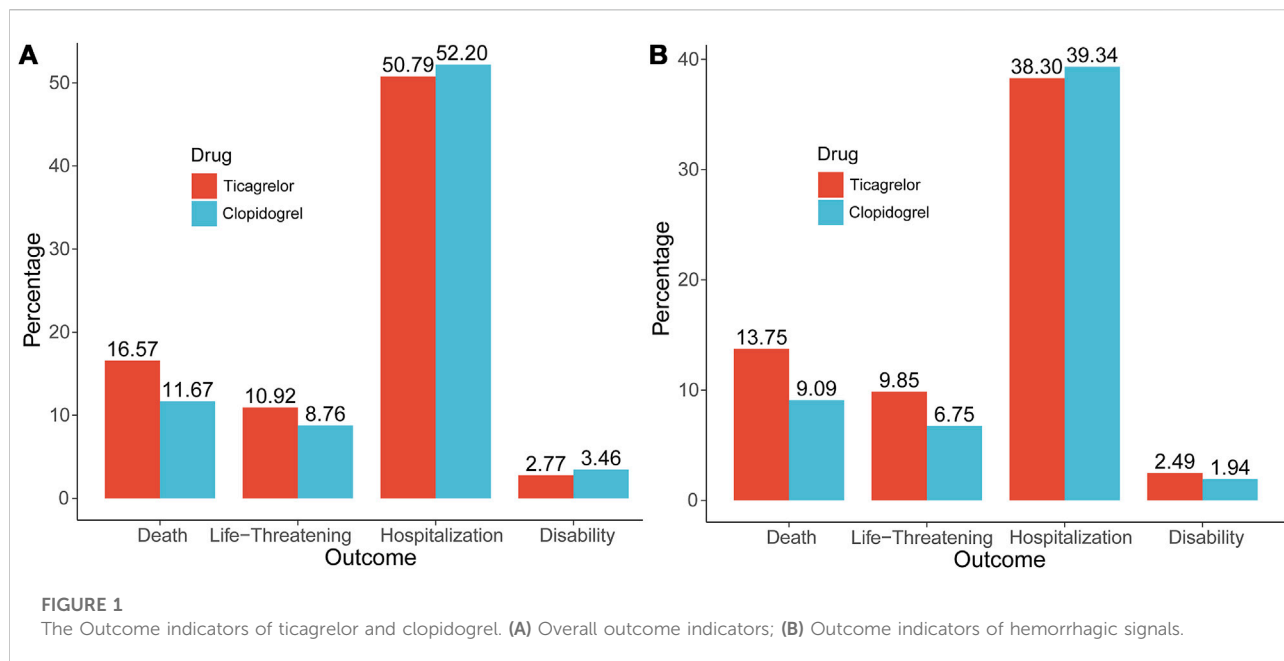 A
50.79
52.20
50
40
30
20
10
0
Percentage
Drug
Ticagrelor
Clopidogrel
16.57
11.67
10.92
8.76
2.77
3.46
Death
Life−Threatening
Hospitalization
Disability
Outcome
B
38.30
39.34
40
30
20
10
0
Percentage
Drug
Ticagrelor
Clopidogrel
13.75
9.09
9.85
6.75
2.49
1.94
Death
Life−Threatening
Hospitalization
Disability
Outcome
FIGURE 1
The Outcome indicators of ticagrelor and clopidogrel. (A) Overall outcome indicators; (B) Outcome indicators of hemorrhagic signals.